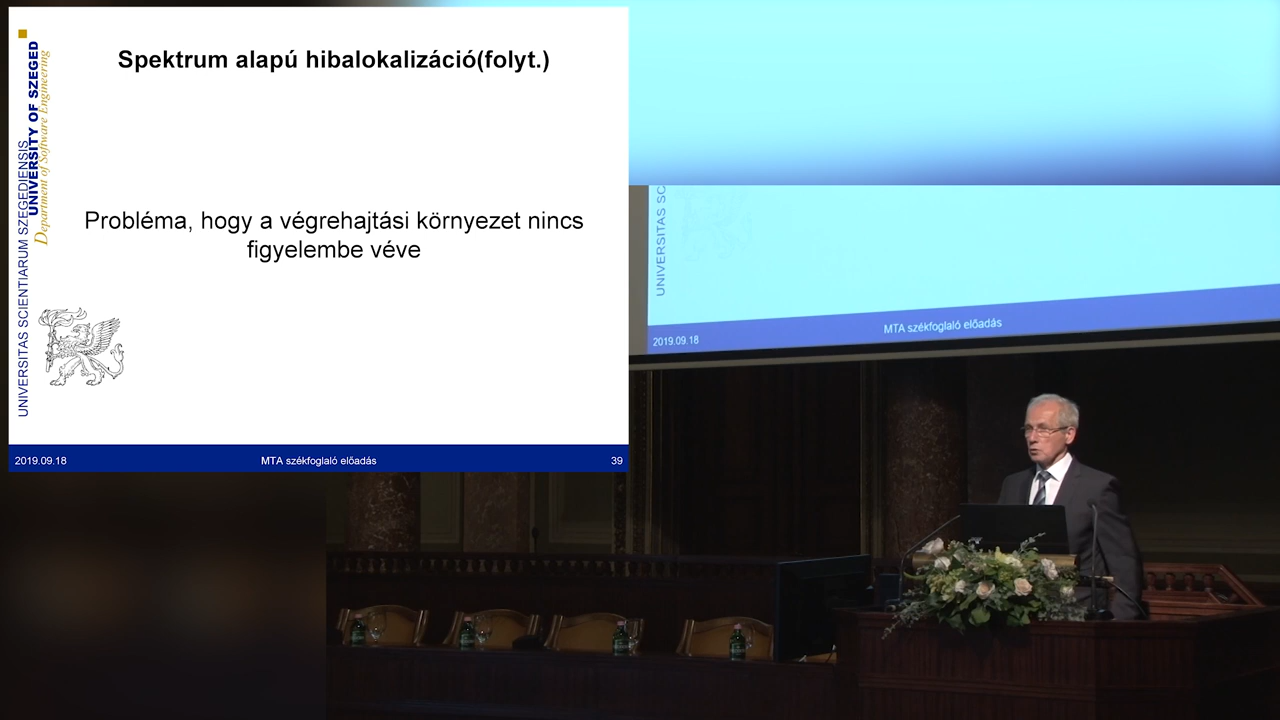 Spektrum alapú hibalokalizáció(folyt.)
UNIVERSITAS SCIENTIARUM SZEGEDIENSIS
UNIVERSITY OF SZEGED
Department of Software Engineering
Probléma, hogy a végrehajtási környezet nincs
figyelembe véve
2019.09.18
MTA székfoglaló előadás
39
UNIVERSITAS SC
2019.09.18
MTA székfoglaló előadás